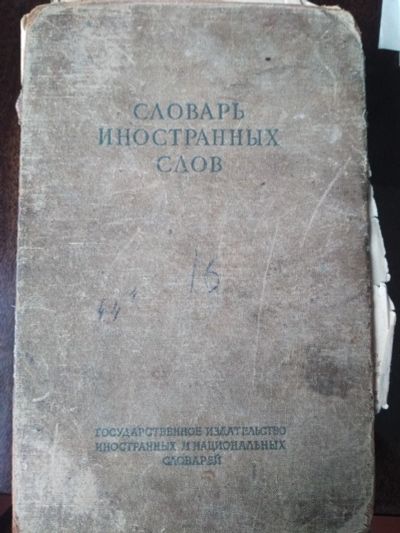 СЛОВАРЬ
ИНОСТРАННЫХ
СЛОВ
16
ГОСУДАРСТВЕННОЕ ИЗДАТЕЛЬСТВО
ИНОСТРАННЫХ И НАЦИОНАЛЬНЫХ
СЛОВАРЕЙ